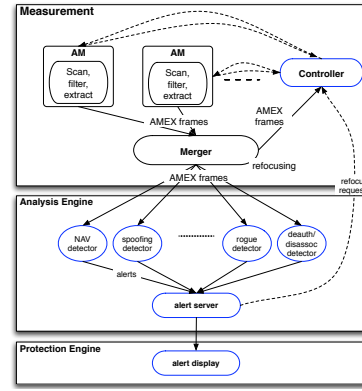 Measurement
AM
AM
Scan,
filter,
extract
Scan,
filter,
extract
Controller
AMEX frames
AMEX
frames
Merger
refocusing
AMEX frames
Analysis Engine
NAV
detector
spoofing
detector
rogue
detector
deauth/
disassoc
detector
alerts
alert server
Protection Engine
alert display